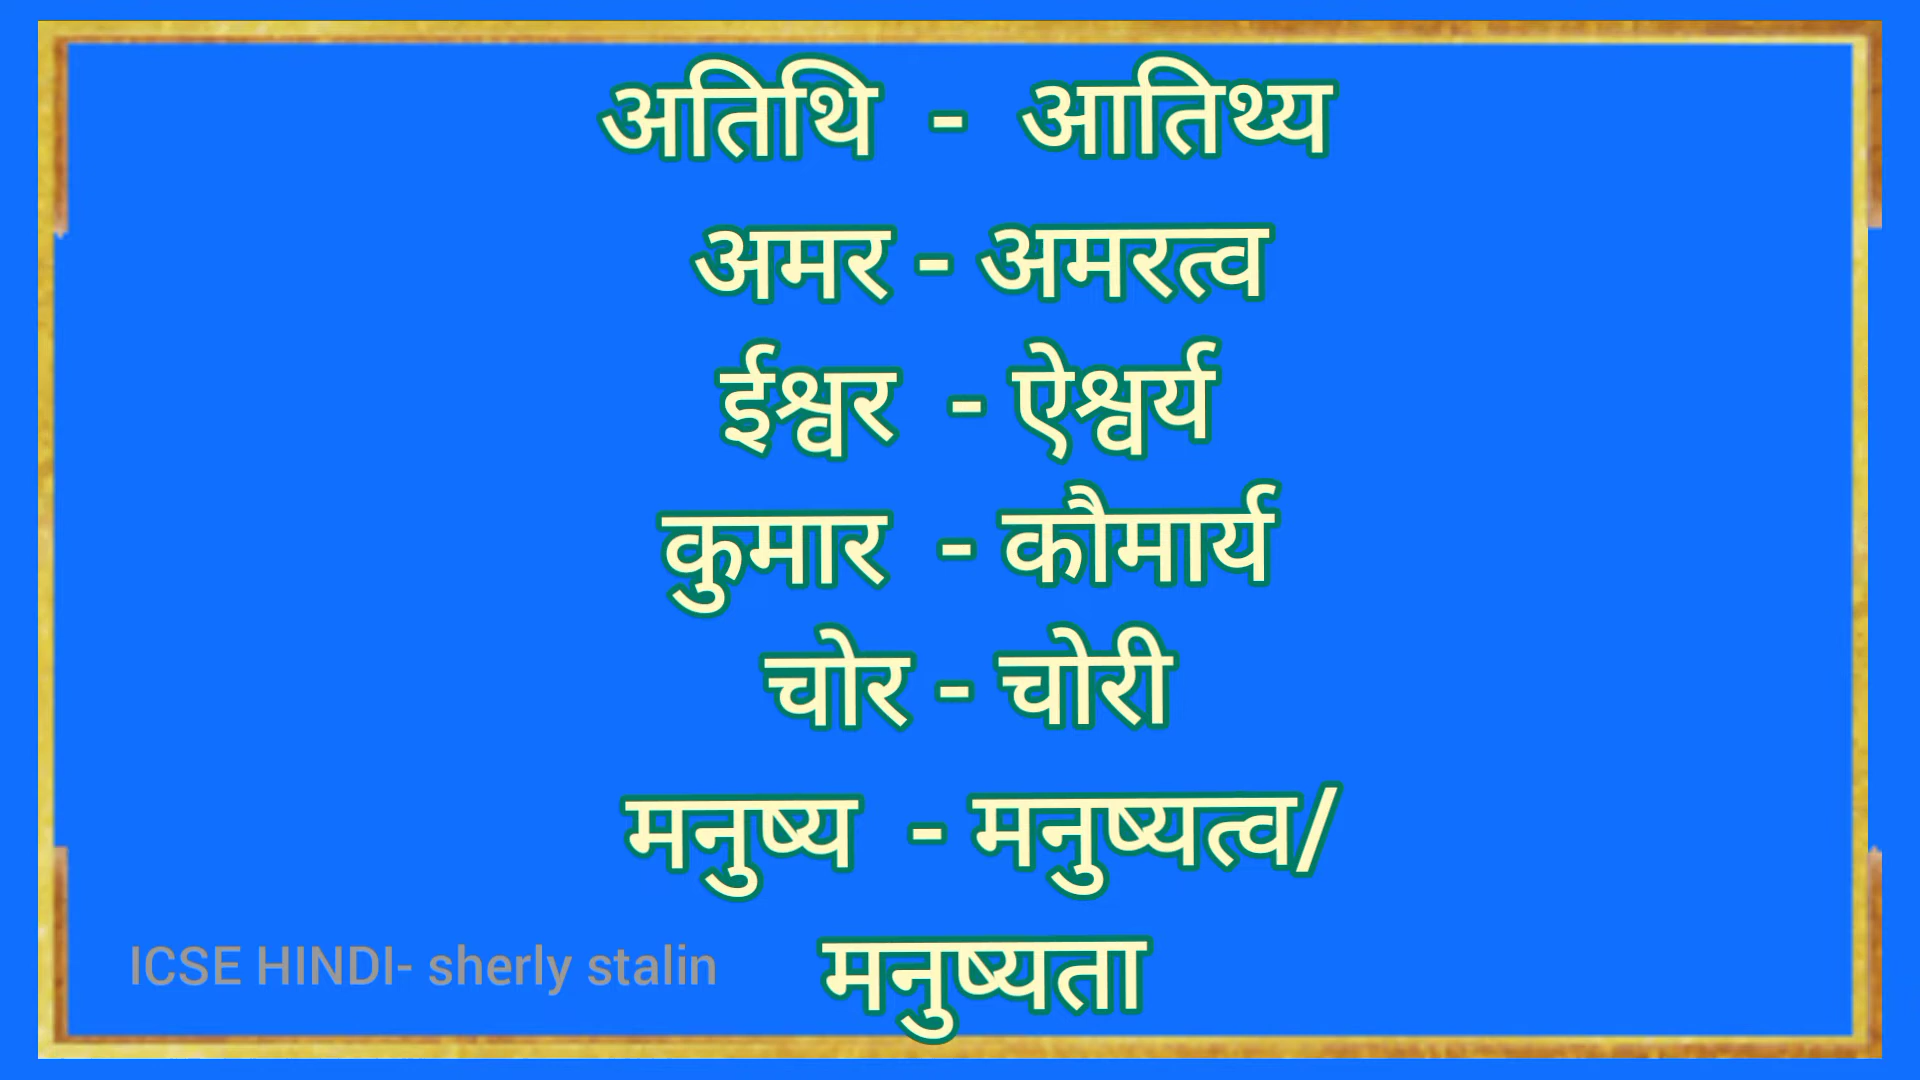 अतिथि - आतिथ्य
अमर - अमरत्व
ईश्वर - ऐश्वर्य
कुमार - कौमार्य
चोर - चोरी
मनुष्य - मनुष्यत्व/
मनुष्यता
ICSE HINDI- sherly stalin